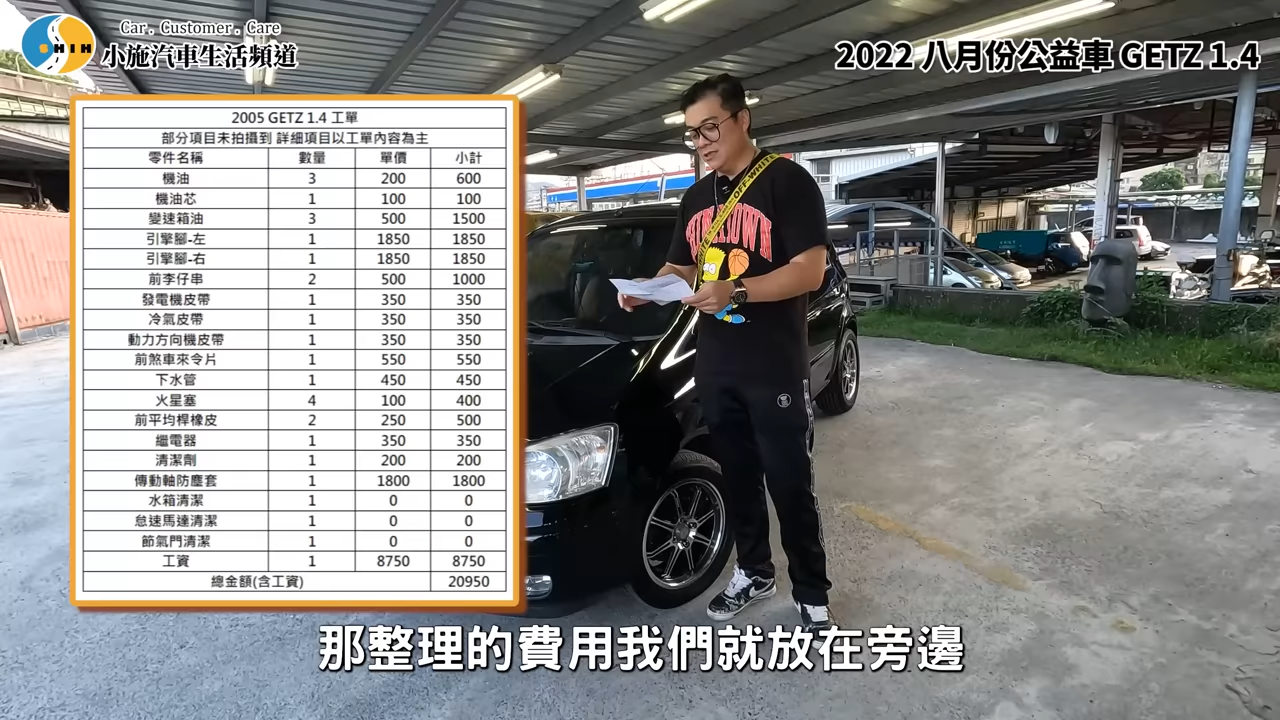 SHIH
Car. Customer. Care
小施汽車生活頻道
2022 八月份公益車 GETZ 1.4
2005 GETZ 1.4 工單
部分項目未拍攝到 詳細項目以工單內容為主
零件名稱 數量 單價 小計
機油 3 200 600
機油芯 1 100 100
變速箱油 3 500 1500
引擎腳-左 1 1850 1850
引擎腳-右 1 1850 1850
前李仔串 2 500 1000
發電機皮帶 1 350 350
冷氣皮帶 1 350 350
動力方向機皮帶 1 350 350
前煞車來令片 1 550 550
下水管 1 450 450
火星塞 4 100 400
前平均桿橡皮 2 250 500
繼電器 1 350 350
清潔劑 1 200 200
傳動軸防塵套 1 1800 1800
水箱清潔 1 0 0
怠速馬達清潔 1 0 0
節氣門清潔 1 0 0
工資 1 8750 8750
總金額(含工資) 20950
OFF-WHITE
那整理的費用我們就放在旁邊